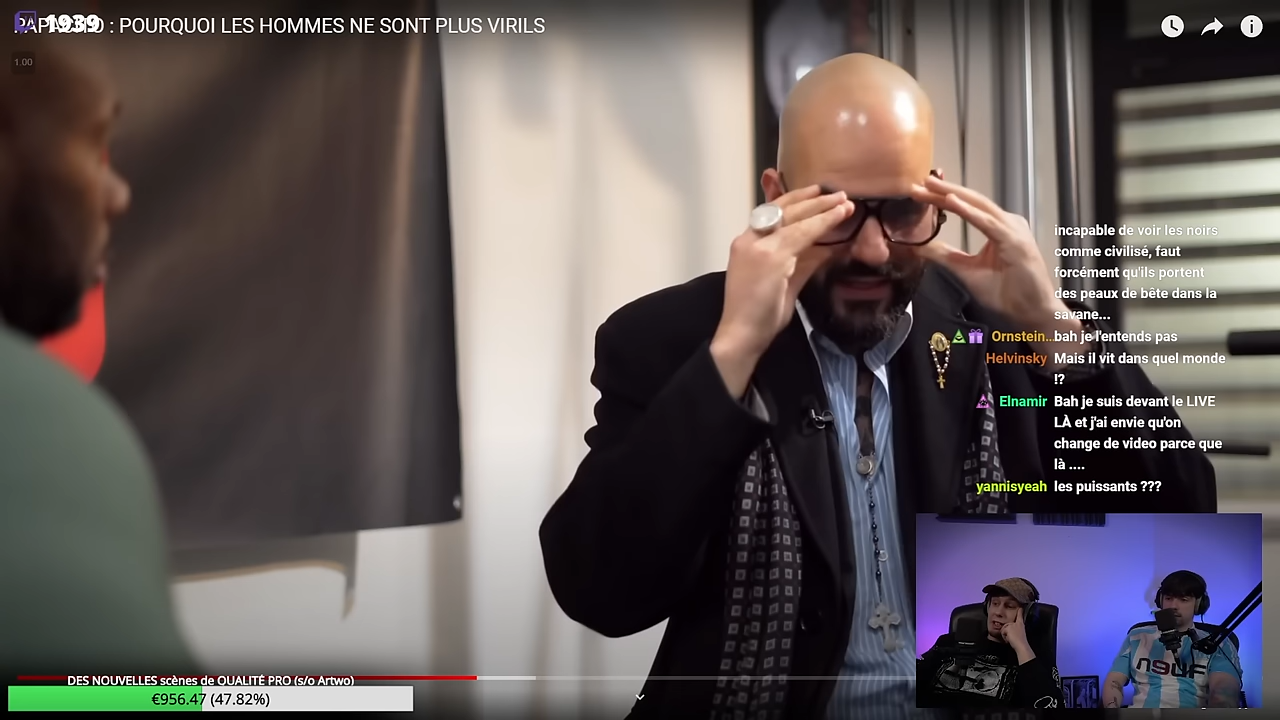 1939
: POURQUOI LES HOMMES NE SONT PLUS VIRILS
1.00
incapable de voir les noirs
comme civilisé, faut
forcément qu'ils portent
des peaux de bête dans la
savane...
Ornstein... bah je l'entends pas
Helvinsky Mais il vit dans quel monde
!?
Elnamir Bah je suis devant le LIVE
LÀ et j'ai envie qu'on
change de video parce que
là ....
yannisyeah les puissants ???
DES NOUVELLES scènes de QUALITÉ PRO (s/o Artwo)
€956.47 (47.82%)